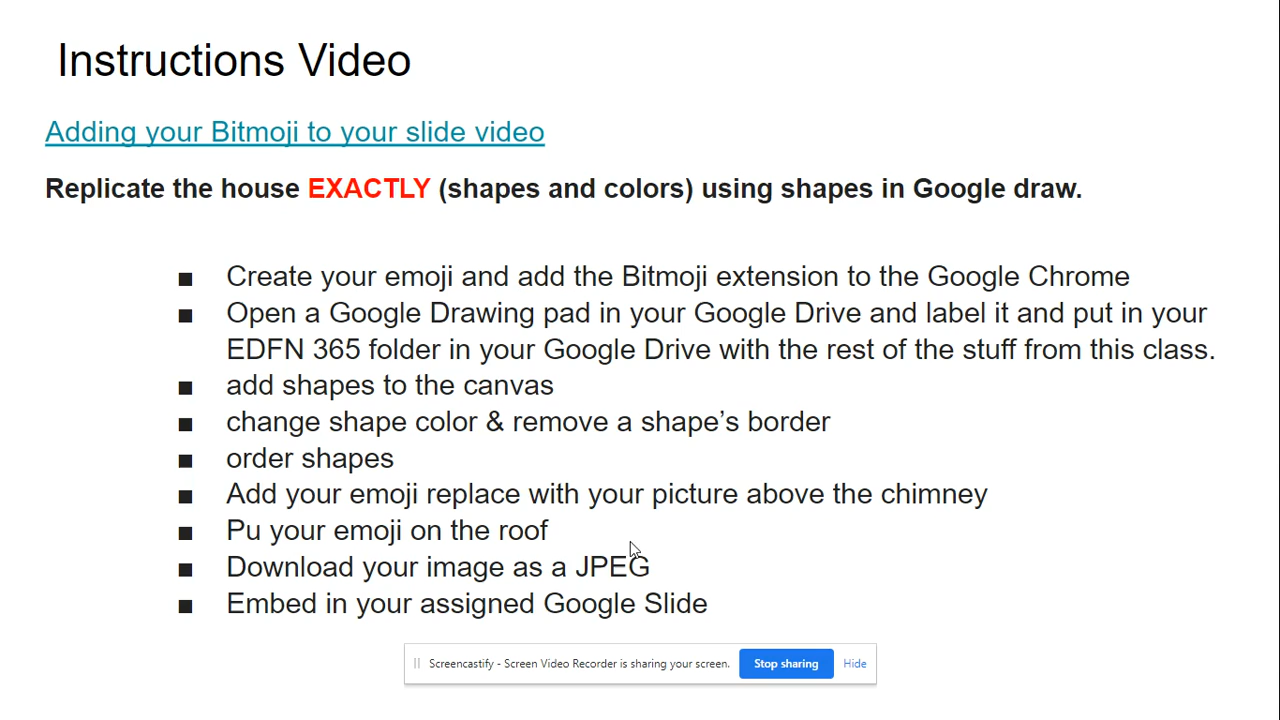 Instructions Video
Adding your Bitmoji to your slide video
Replicate the house EXACTLY (shapes and colors) using shapes in Google draw.
■ Create your emoji and add the Bitmoji extension to the Google Chrome
■ Open a Google Drawing pad in your Google Drive and label it and put in your
EDFN 365 folder in your Google Drive with the rest of the stuff from this class.
■ add shapes to the canvas
■ change shape color & remove a shape’s border
■ order shapes
■ Add your emoji replace with your picture above the chimney
■ Pu your emoji on the roof
■ Download your image as a JPEG
■ Embed in your assigned Google Slide
Screencastify - Screen Video Recorder is sharing your screen. Stop sharing Hide